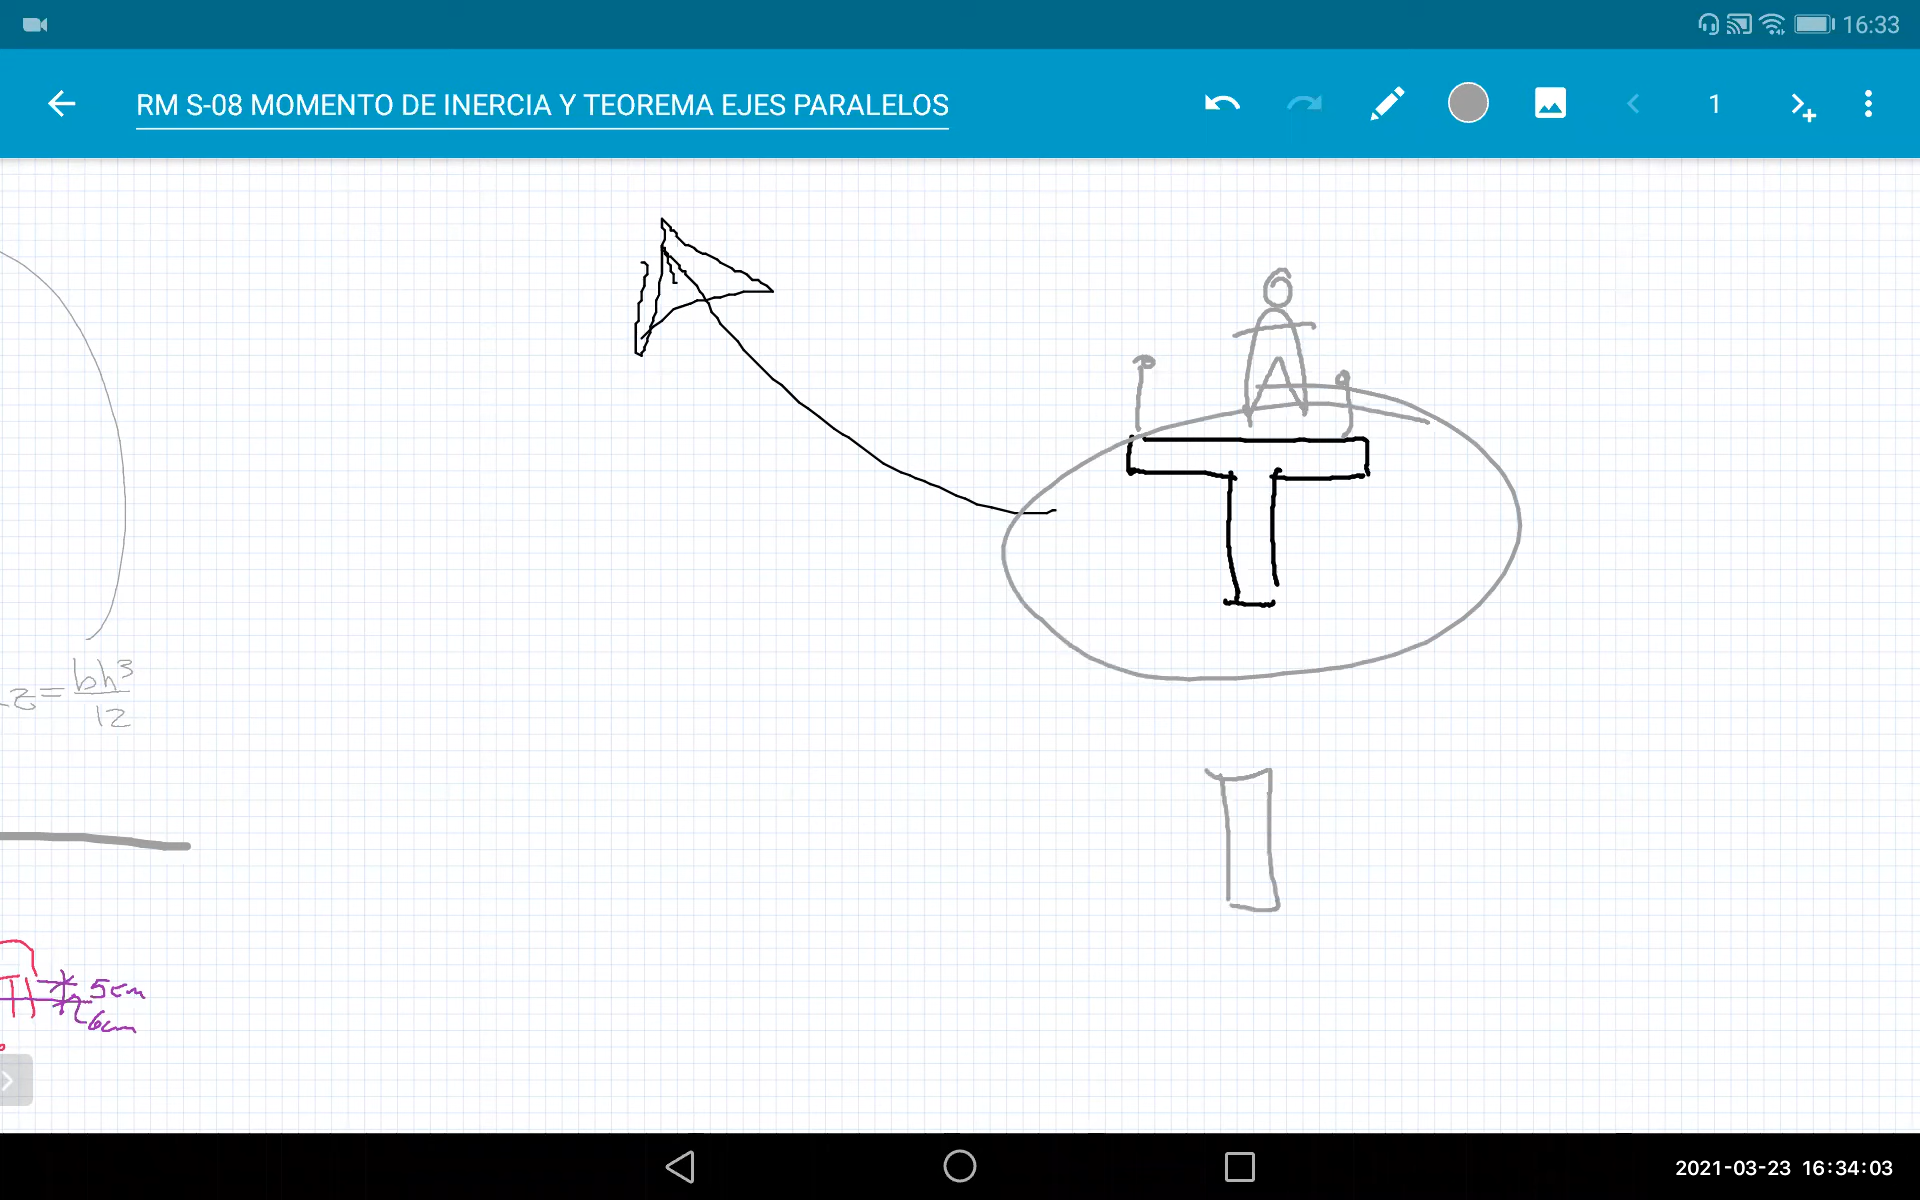 16:33
RM S-08 MOMENTO DE INERCIA Y TEOREMA EJES PARALELOS
1
z = bh³
12
5cm
6cm
2021-03-23 16:34:03